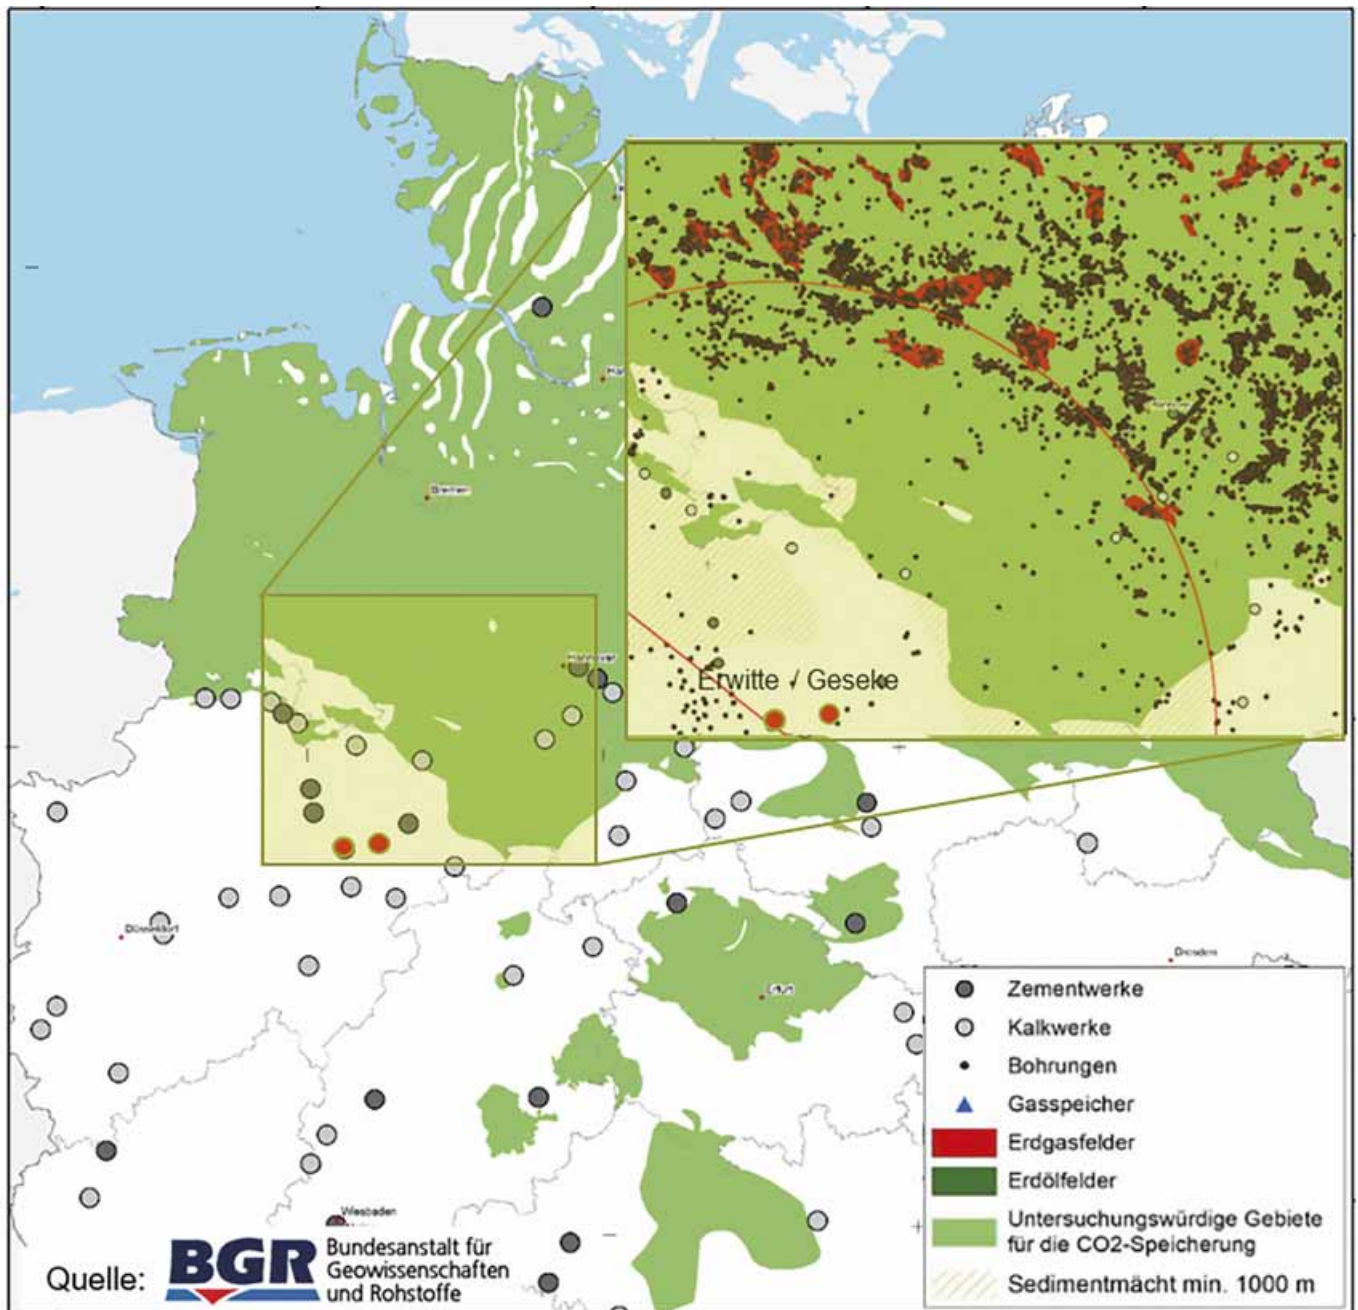 Bremen
Hannover
Erwitte / Geseke
Düsseldorf
Erfurt
Dresden
Wiesbaden
Zementwerke
Kalkwerke
Bohrungen
Gasspeicher
Erdgasfelder
Erdölfelder
Untersuchungswürdige Gebiete
für die CO2-Speicherung
Sedimentmächt min. 1000 m
Quelle:
BGR
Bundesanstalt für
Geowissenschaften
und Rohstoffe